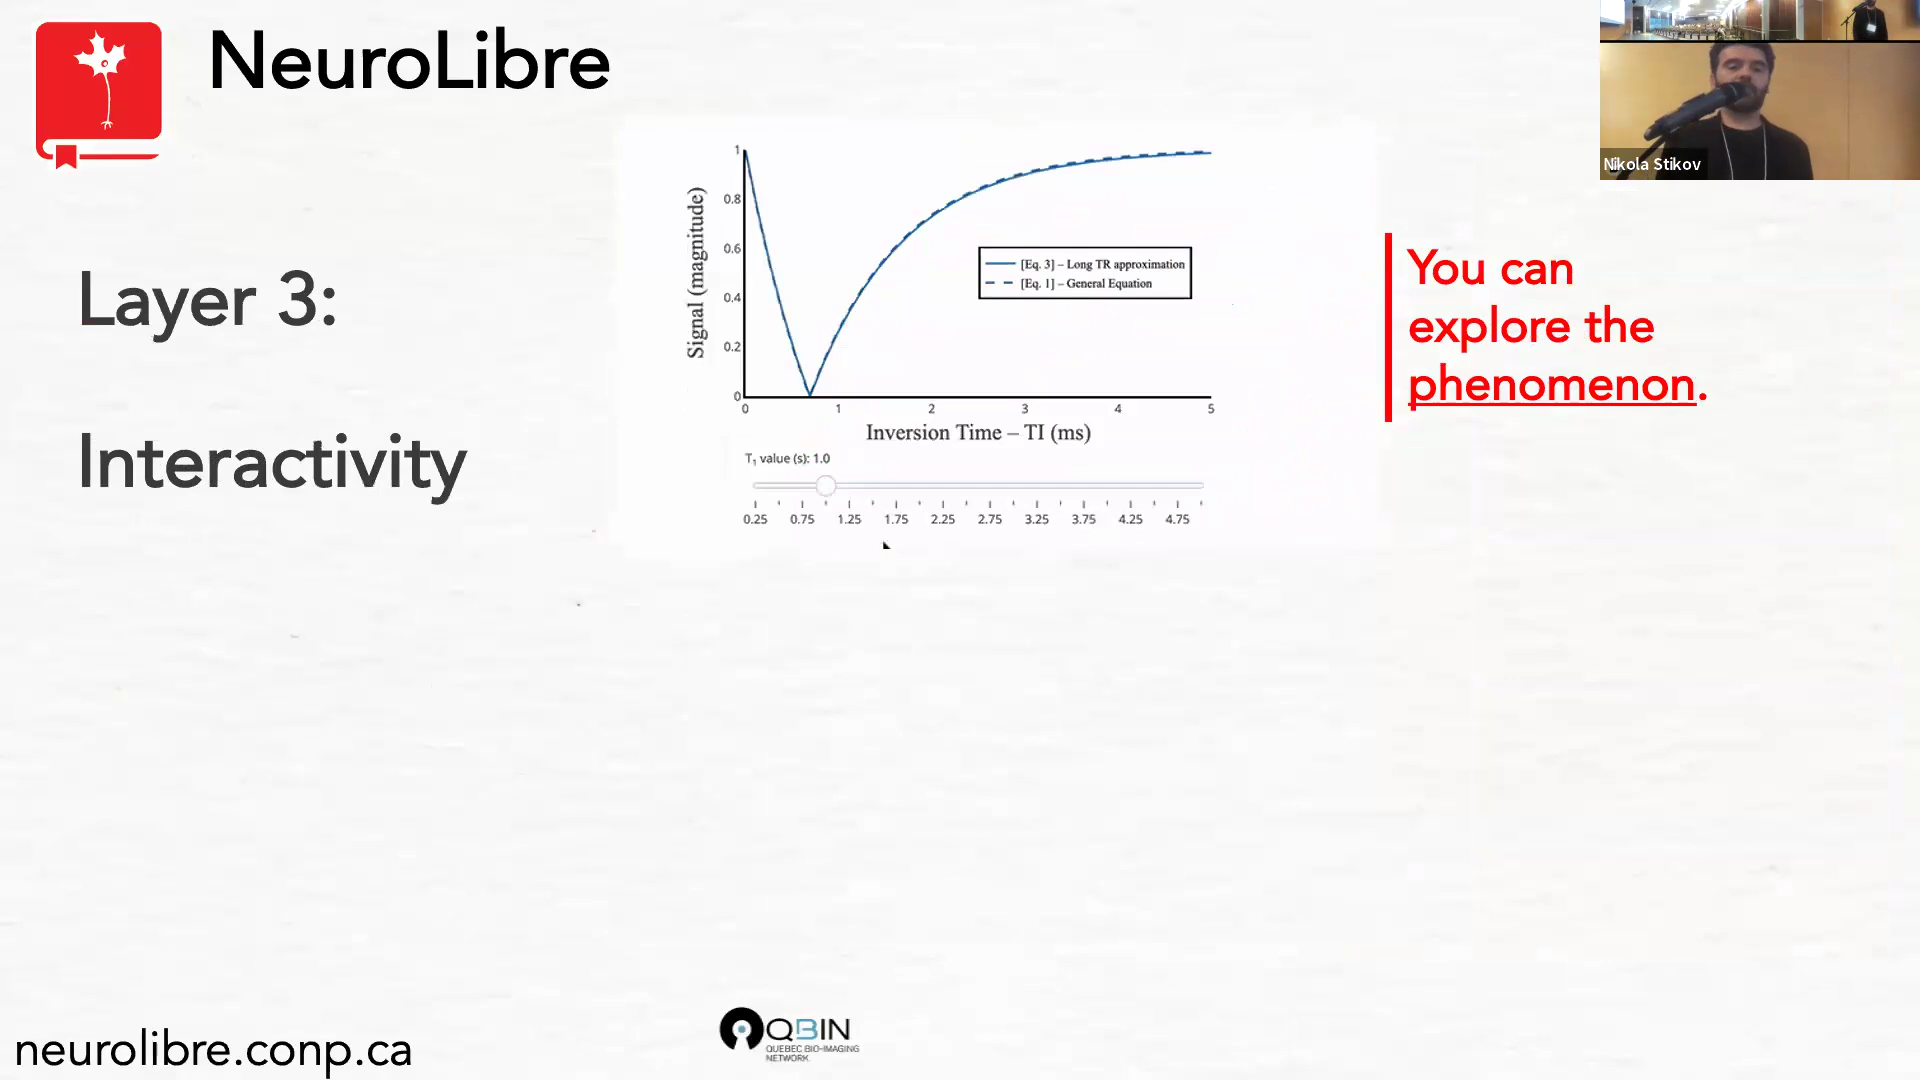 NeuroLibre
Layer 3:
Interactivity
1
0.8
0.6
0.4
0.2
0
Signal (magnitude)
[Eq. 3] – Long TR approximation
[Eq. 1] – General Equation
0 1 2 3 4 5
Inversion Time – TI (ms)
T₁ value (s): 1.0
0.25 0.75 1.25 1.75 2.25 2.75 3.25 3.75 4.25 4.75
You can
explore the
phenomenon.
Nikola Stikov
neurolibre.conp.ca
QBIN
QUEBEC BIO-IMAGING
NETWORK